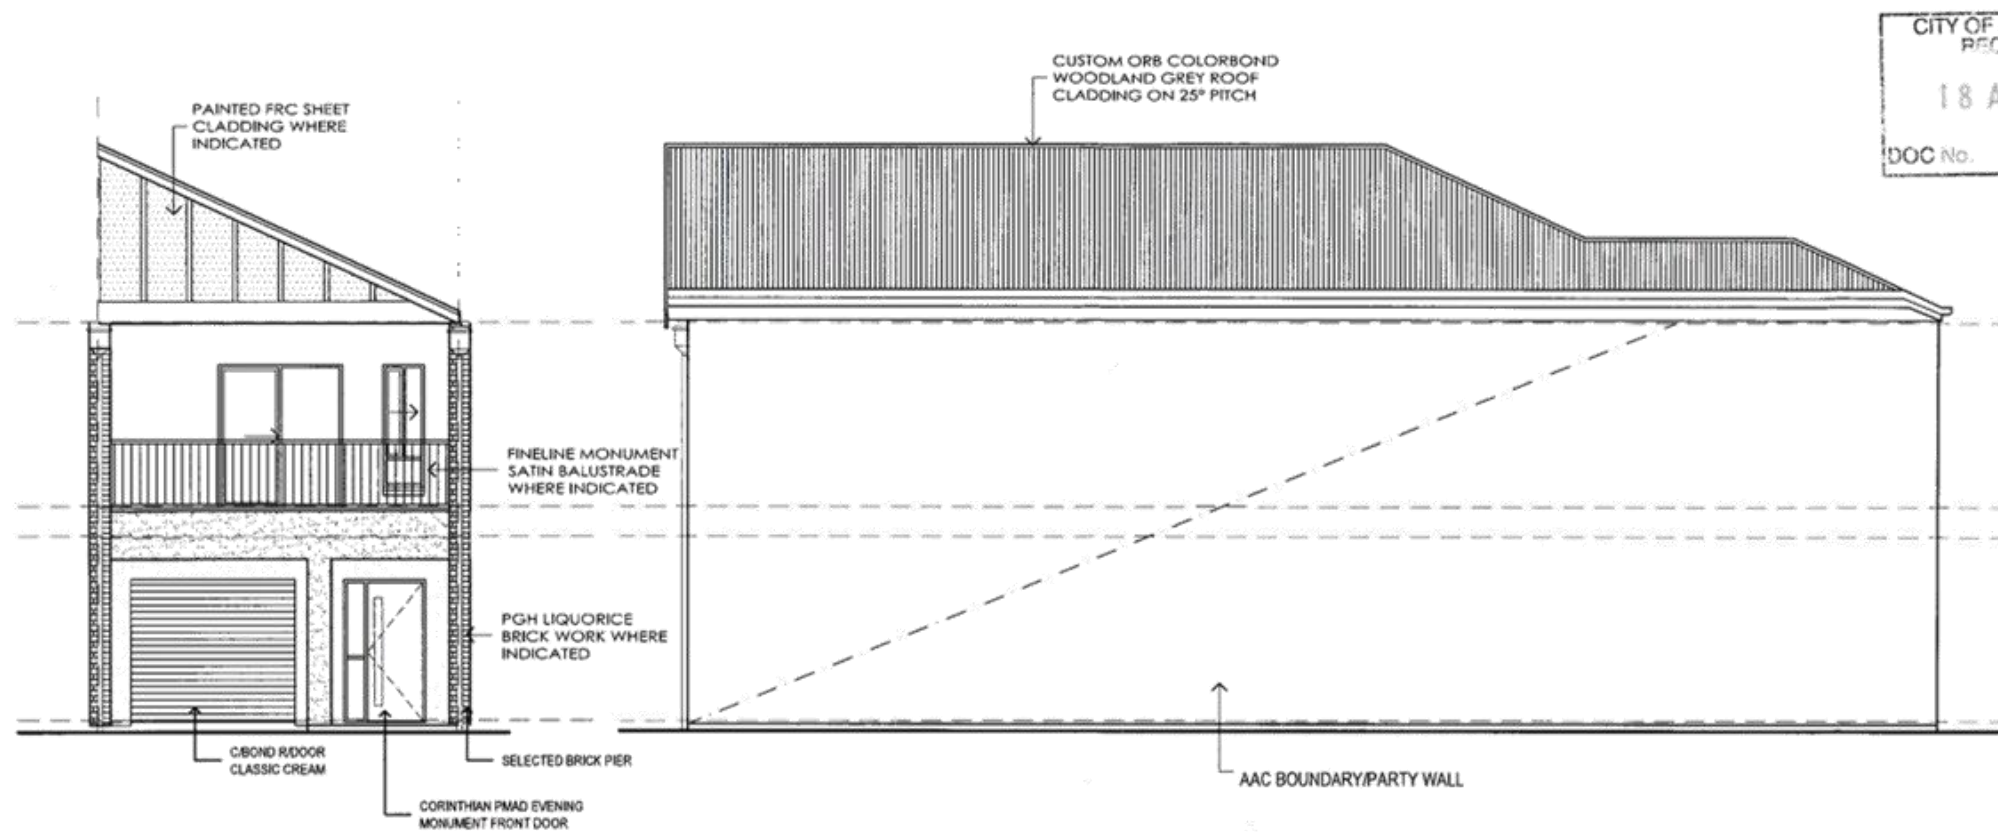 CITY OF
18 A
DOC No.
CUSTOM ORB COLORBOND
WOODLAND GREY ROOF
CLADDING ON 25° PITCH
PAINTED FRC SHEET
CLADDING WHERE
INDICATED
FINELINE MONUMENT
SATIN BALUSTRADE
WHERE INDICATED
PGH LIQUORICE
BRICK WORK WHERE
INDICATED
C/BOND R/DOOR
CLASSIC CREAM
SELECTED BRICK PIER
CORINTHIAN PMAD EVENING
MONUMENT FRONT DOOR
AAC BOUNDARY/PARTY WALL